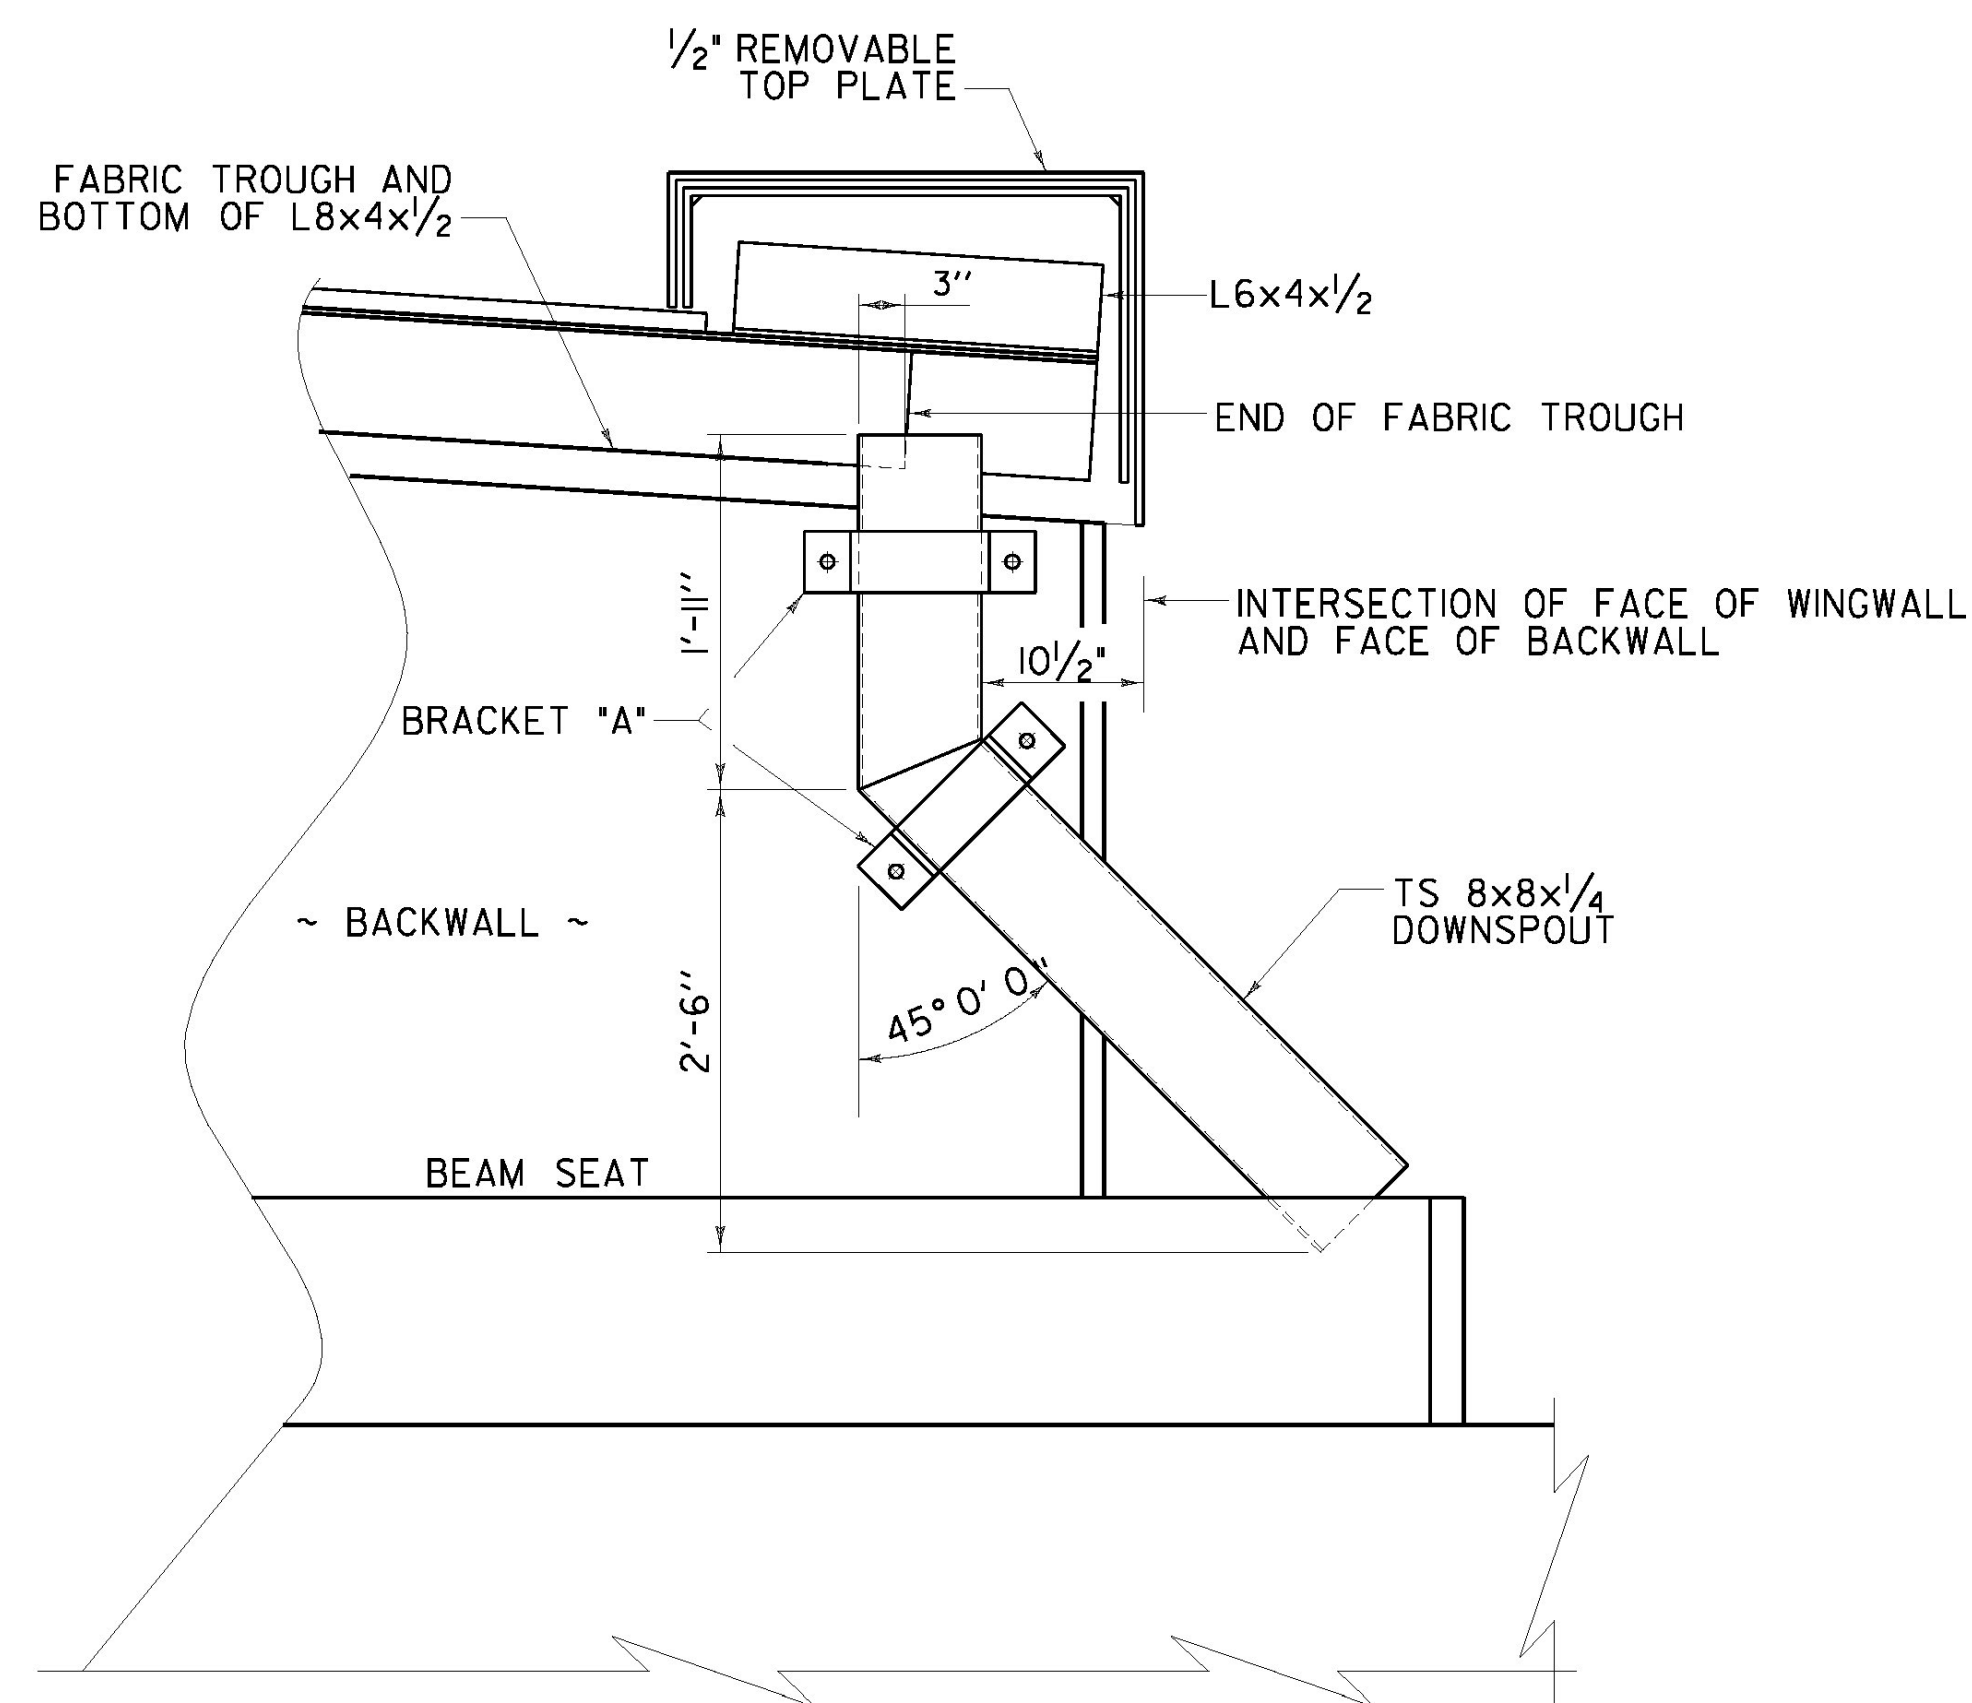 ½" REMOVABLE
TOP PLATE
FABRIC TROUGH AND
BOTTOM OF L8x4x½
3"
L6x4x½
END OF FABRIC TROUGH
1'-11"
INTERSECTION OF FACE OF WINGWALL
AND FACE OF BACKWALL
10½"
BRACKET "A"
TS 8x8x¼
DOWNSPOUT
~ BACKWALL ~
45° 0' 0"
2'-6"
BEAM SEAT